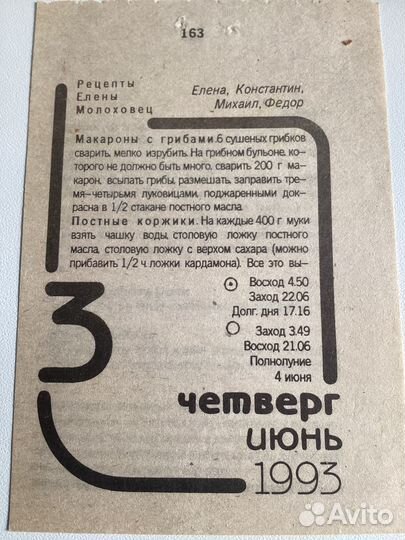 163
Рецепты
Елены
Молоховец
Елена, Константин,
Михаил, Федор
Макароны с грибами. 6 сушеных грибков
сварить, мелко изрубить. На грибном бульоне, ко-
торого не должно быть много, сварить 200 г ма-
карон, всыпать грибы, размешать, заправить тре-
мя-четырьмя луковицами, поджаренными док-
расна в 1/2 стакане постного масла.
Постные коржики. На каждые 400 г муки
взять чашку воды, столовую ложку постного
масла, столовую ложку с верхом сахара (можно
прибавить 1/2 ч ложки кардамона). Все это вы-
Восход 4.50
Заход 22.06
Долг. дня 17.16
Заход 3.49
Восход 21.06
Полнолуние
4 июня
3
четверг
июнь
1993
Avito